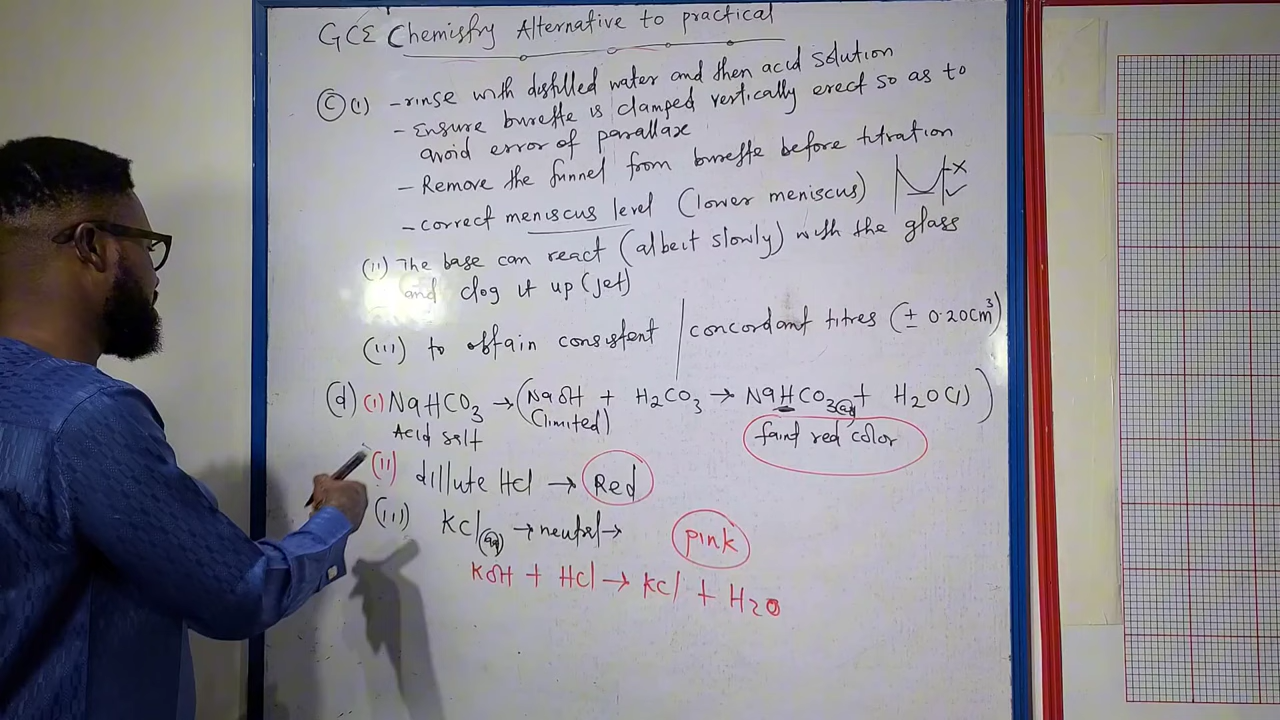 GCE Chemistry Alternative to practical
(C) (i) - rinse with distilled water and then acid solution
- Ensure burette is clamped vertically erect so as to
avoid error of parallax
- Remove the funnel from burette before titration
- correct meniscus level (lower meniscus)
(ii) The base can react (albeit slowly) with the glass
and clog it up (jet)
(iii) to obtain consistent / concordant titres (± 0.20cm³)
(d) (i) NaHCO₃ → (NaOH + H₂CO₃ → NaHCO₃(aq) + H₂O(l))
Acid salt (limited) faint red color
(ii) dillute HCl → Red
(iii) KCl(aq) → neutral → pink
KOH + HCl → KCl + H₂O